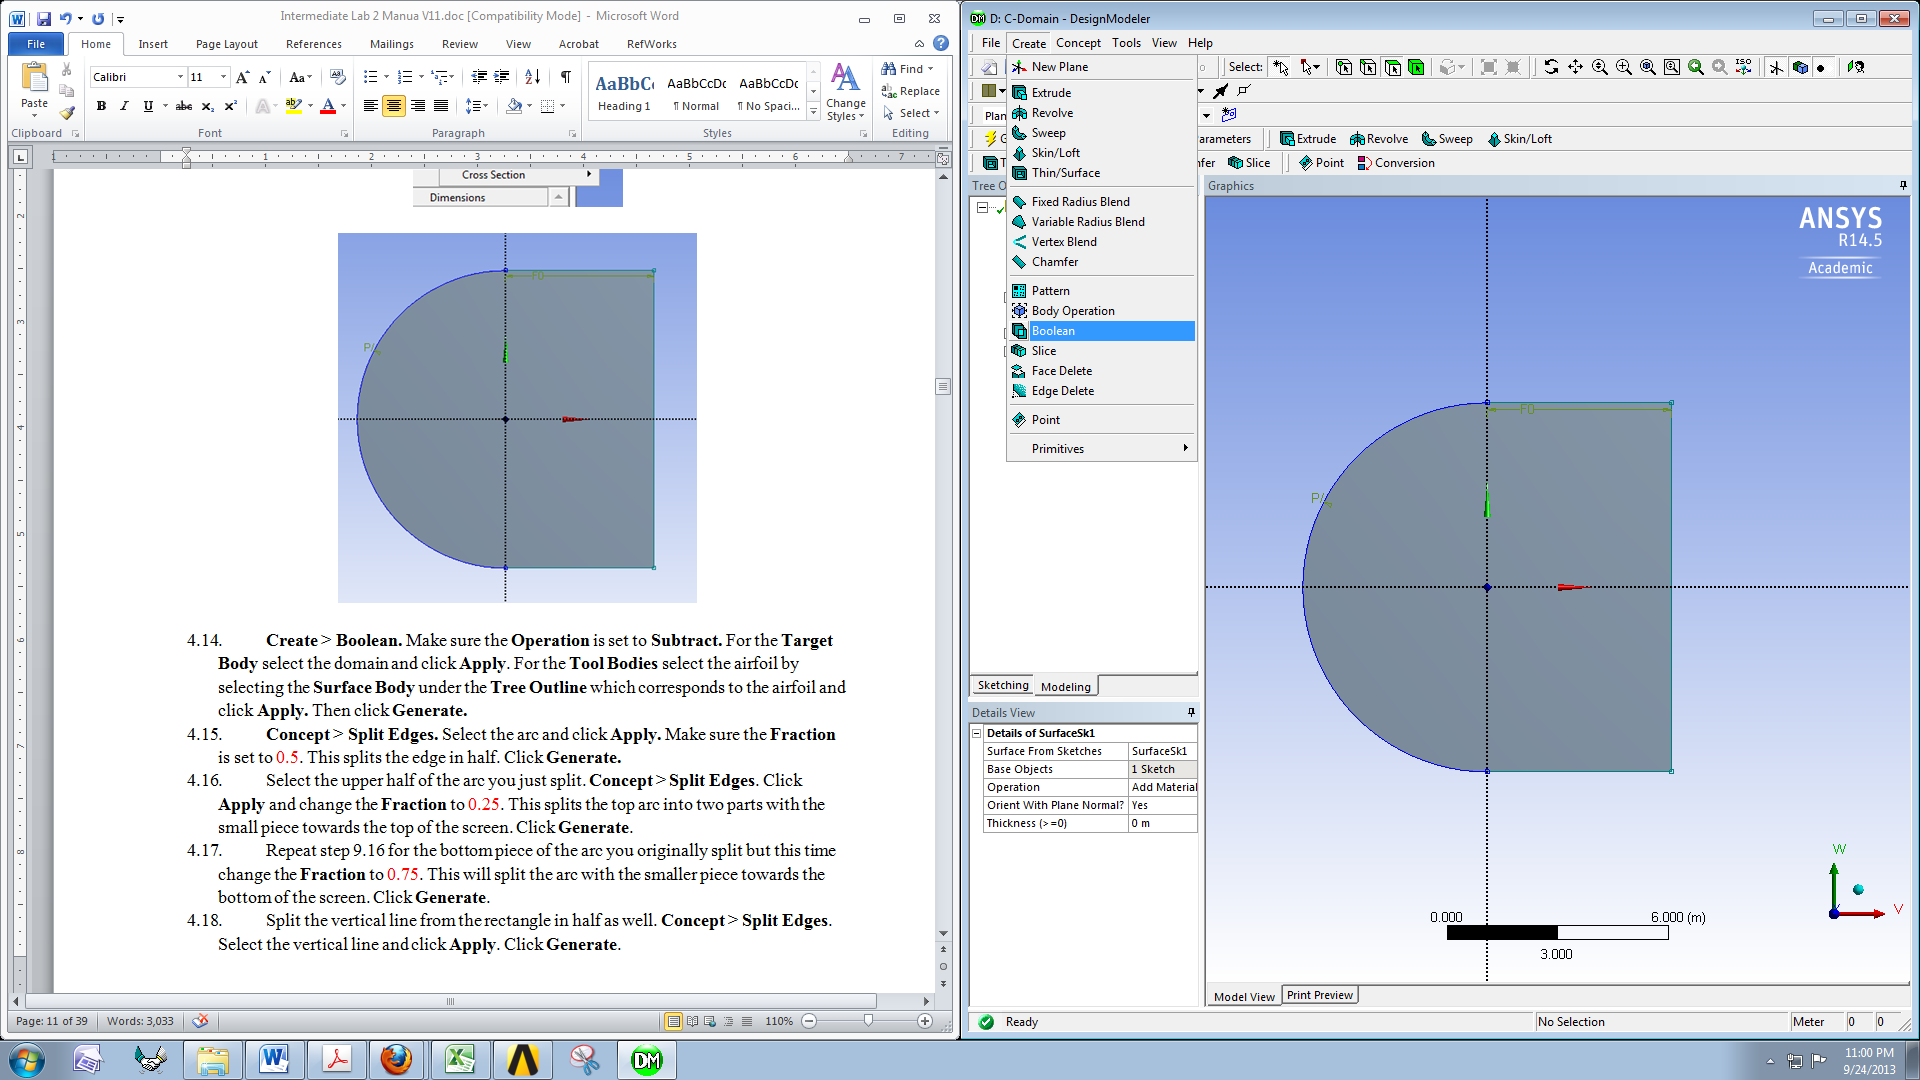 Intermediate Lab 2 Manua V11.doc [Compatibility Mode] - Microsoft Word
File Home Insert Page Layout References Mailings Review View Acrobat RefWorks
Paste
Calibri 11
Clipboard Font Paragraph Styles Editing
AaBbC AaBbCcDc AaBbCcDc
Heading 1 ¶ Normal ¶ No Spaci...
Change Styles
Find
Replace
Select
Cross Section
Dimensions
F0
P/
4.14. Create > Boolean. Make sure the Operation is set to Subtract. For the Target
Body select the domain and click Apply. For the Tool Bodies select the airfoil by
selecting the Surface Body under the Tree Outline which corresponds to the airfoil and
click Apply. Then click Generate.
4.15. Concept > Split Edges. Select the arc and click Apply. Make sure the Fraction
is set to 0.5. This splits the edge in half. Click Generate.
4.16. Select the upper half of the arc you just split. Concept > Split Edges. Click
Apply and change the Fraction to 0.25. This splits the top arc into two parts with the
small piece towards the top of the screen. Click Generate.
4.17. Repeat step 9.16 for the bottom piece of the arc you originally split but this time
change the Fraction to 0.75. This will split the arc with the smaller piece towards the
bottom of the screen. Click Generate.
4.18. Split the vertical line from the rectangle in half as well. Concept > Split Edges.
Select the vertical line and click Apply. Click Generate.
Page: 11 of 39 Words: 3,033 110%
D: C-Domain - DesignModeler
File Create Concept Tools View Help
Select:
New Plane
Extrude
Revolve
Sweep
Skin/Loft
Thin/Surface
Fixed Radius Blend
Variable Radius Blend
Vertex Blend
Chamfer
Pattern
Body Operation
Boolean
Slice
Face Delete
Edge Delete
Point
Primitives
Plan
arameters Extrude Revolve Sweep Skin/Loft
fer Slice Point Conversion
Tree O
Graphics
ANSYS
R14.5
Academic
F0
P/
Sketching Modeling
Details View
Details of SurfaceSk1
Surface From Sketches SurfaceSk1
Base Objects 1 Sketch
Operation Add Material
Orient With Plane Normal? Yes
Thickness (>=0) 0 m
W
V
0.000 6.000 (m)
3.000
Model View Print Preview
Ready No Selection Meter 0 0
11:00 PM
9/24/2013